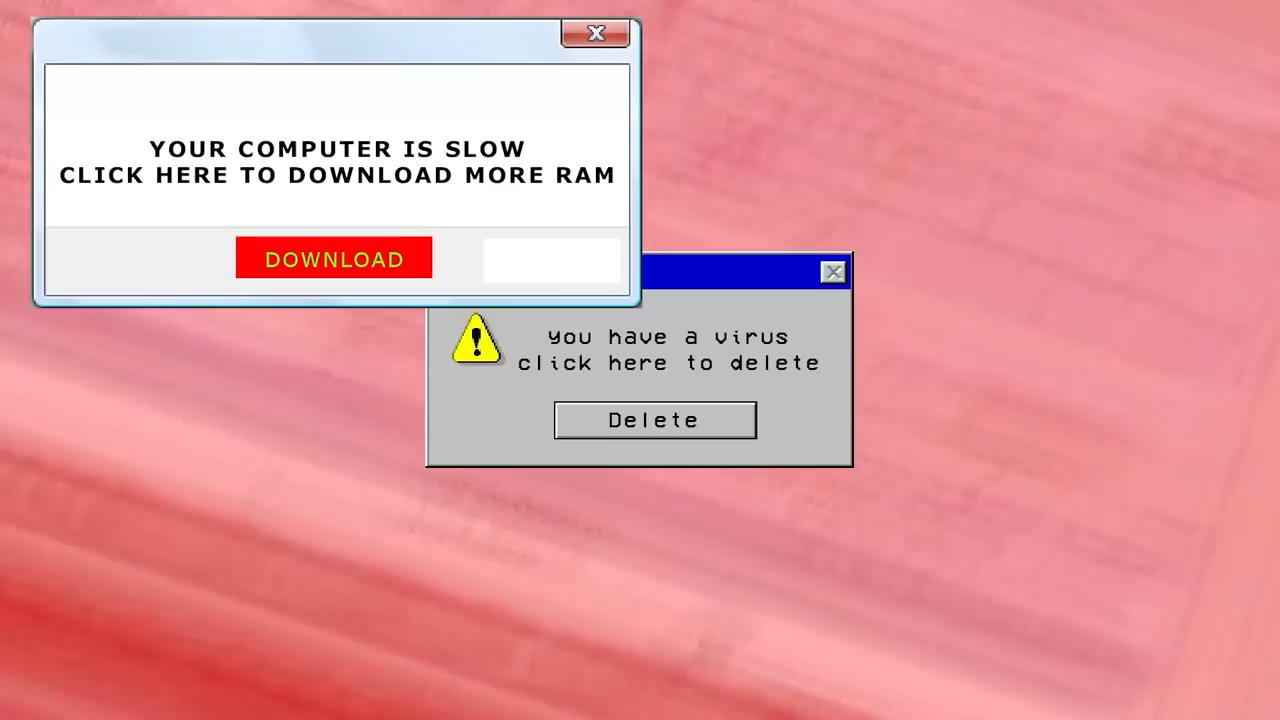 YOUR COMPUTER IS SLOW
CLICK HERE TO DOWNLOAD MORE RAM
DOWNLOAD
you have a virus
click here to delete
Delete